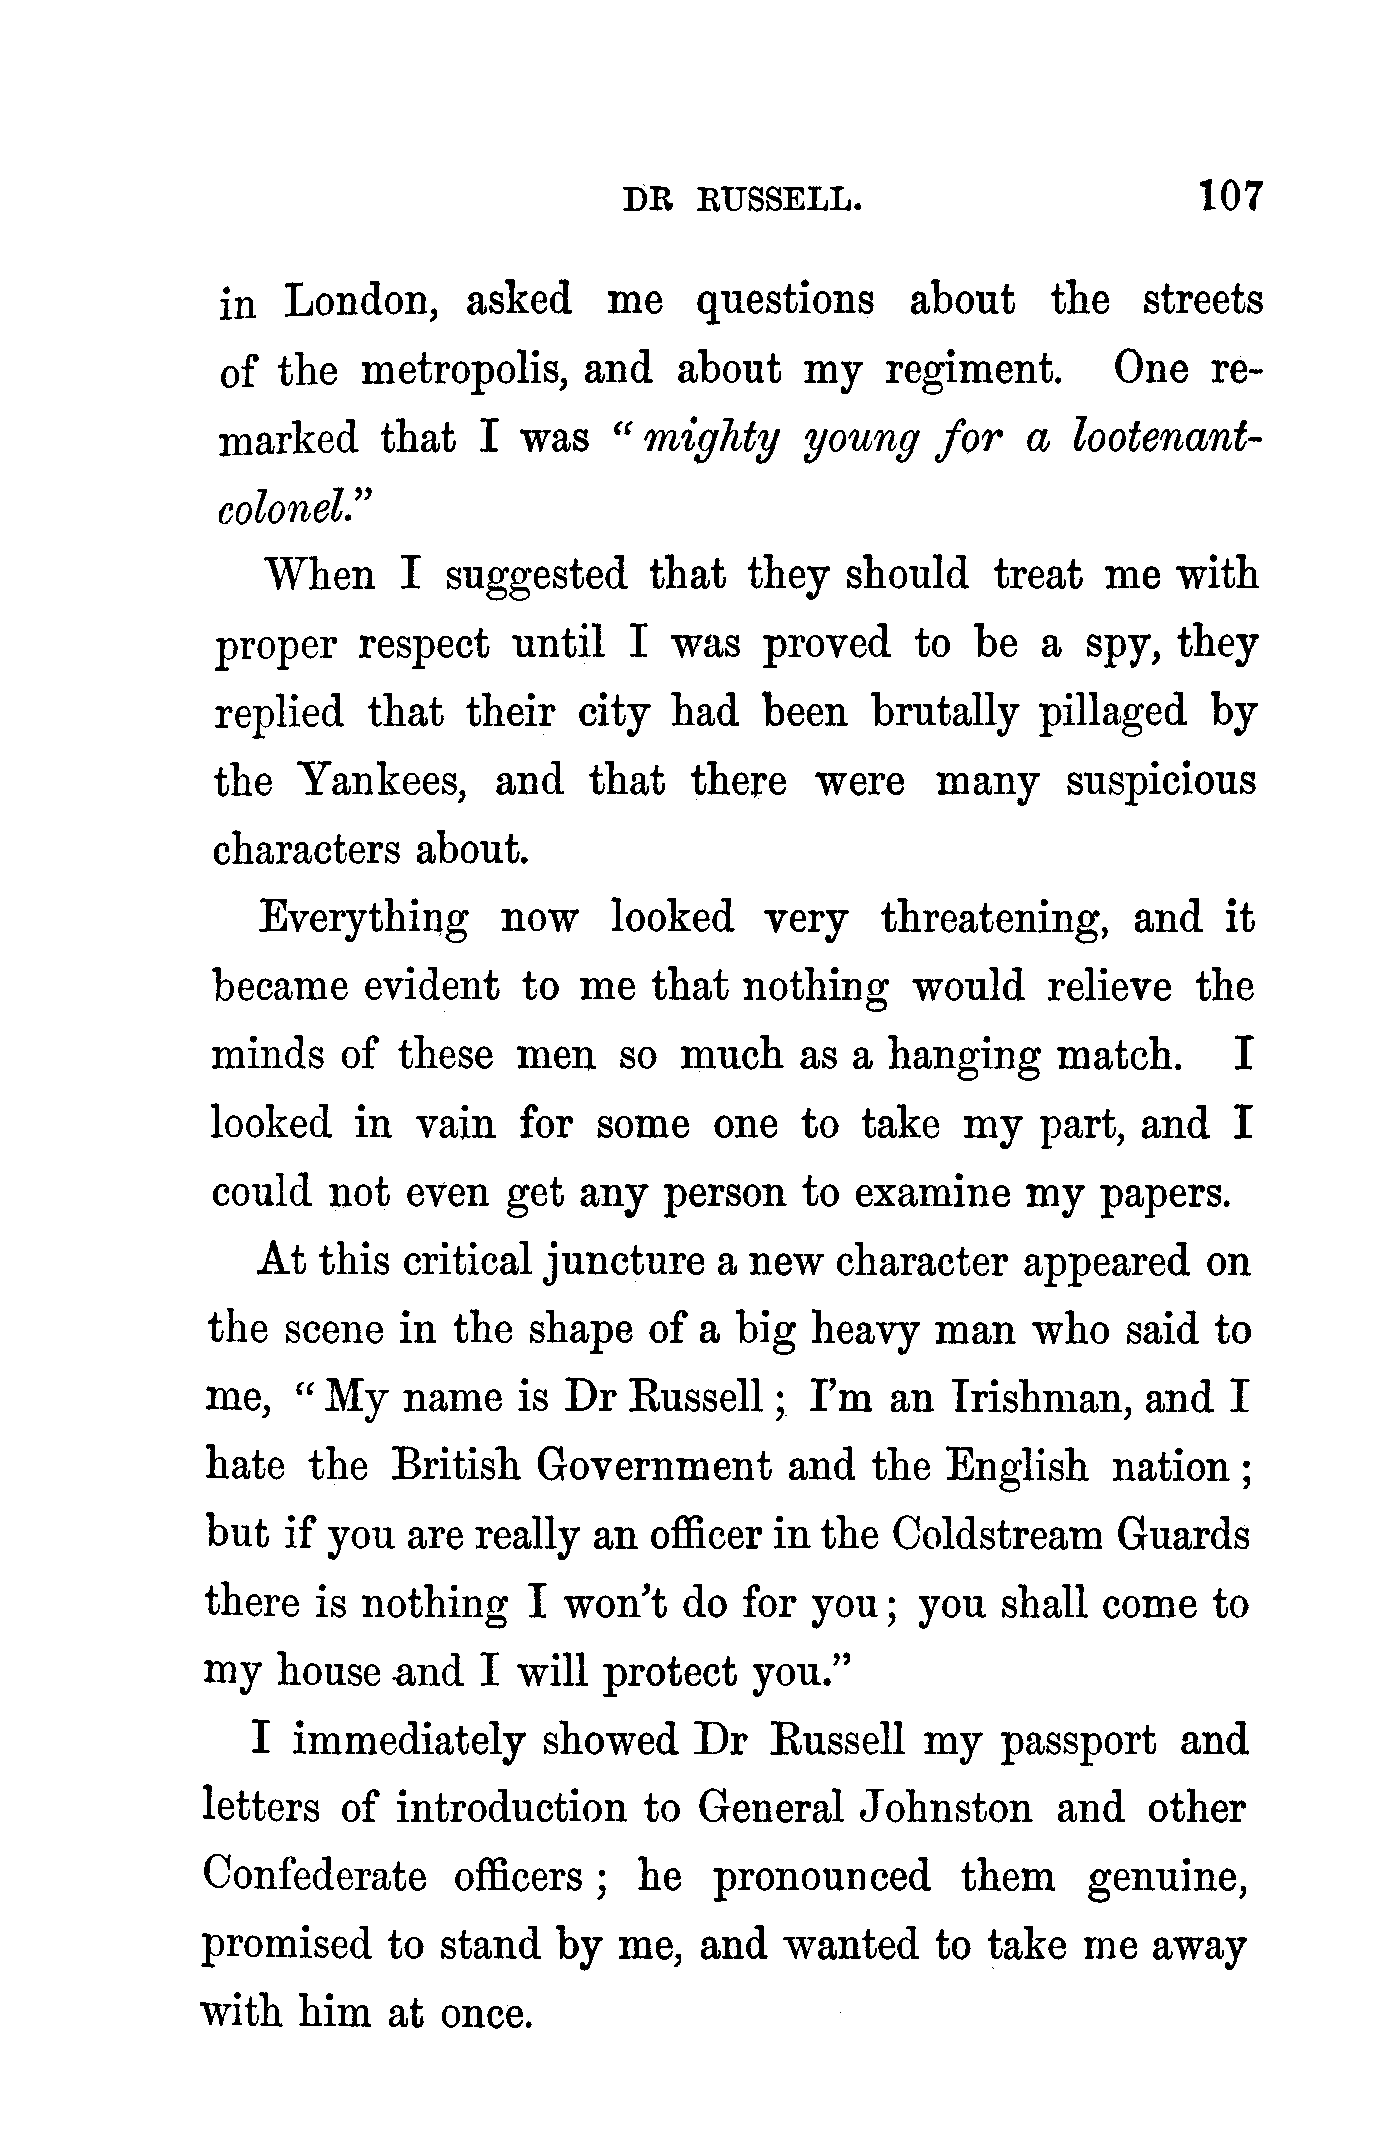 DR RUSSELL. 107
in London, asked me questions about the streets
of the metropolis, and about my regiment. One re-
marked that I was “mighty young for a lootenant-
colonel.”
When I suggested that they should treat me with
proper respect until I was proved to be a spy, they
replied that their city had been brutally pillaged by
the Yankees, and that there were many suspicious
characters about.
Everything now looked very threatening, and it
became evident to me that nothing would relieve the
minds of these men so much as a hanging match. I
looked in vain for some one to take my part, and I
could not even get any person to examine my papers.
At this critical juncture a new character appeared on
the scene in the shape of a big heavy man who said to
me, “My name is Dr Russell; I’m an Irishman, and I
hate the British Government and the English nation;
but if you are really an officer in the Coldstream Guards
there is nothing I won’t do for you; you shall come to
my house and I will protect you.”
I immediately showed Dr Russell my passport and
letters of introduction to General Johnston and other
Confederate officers; he pronounced them genuine,
promised to stand by me, and wanted to take me away
with him at once.